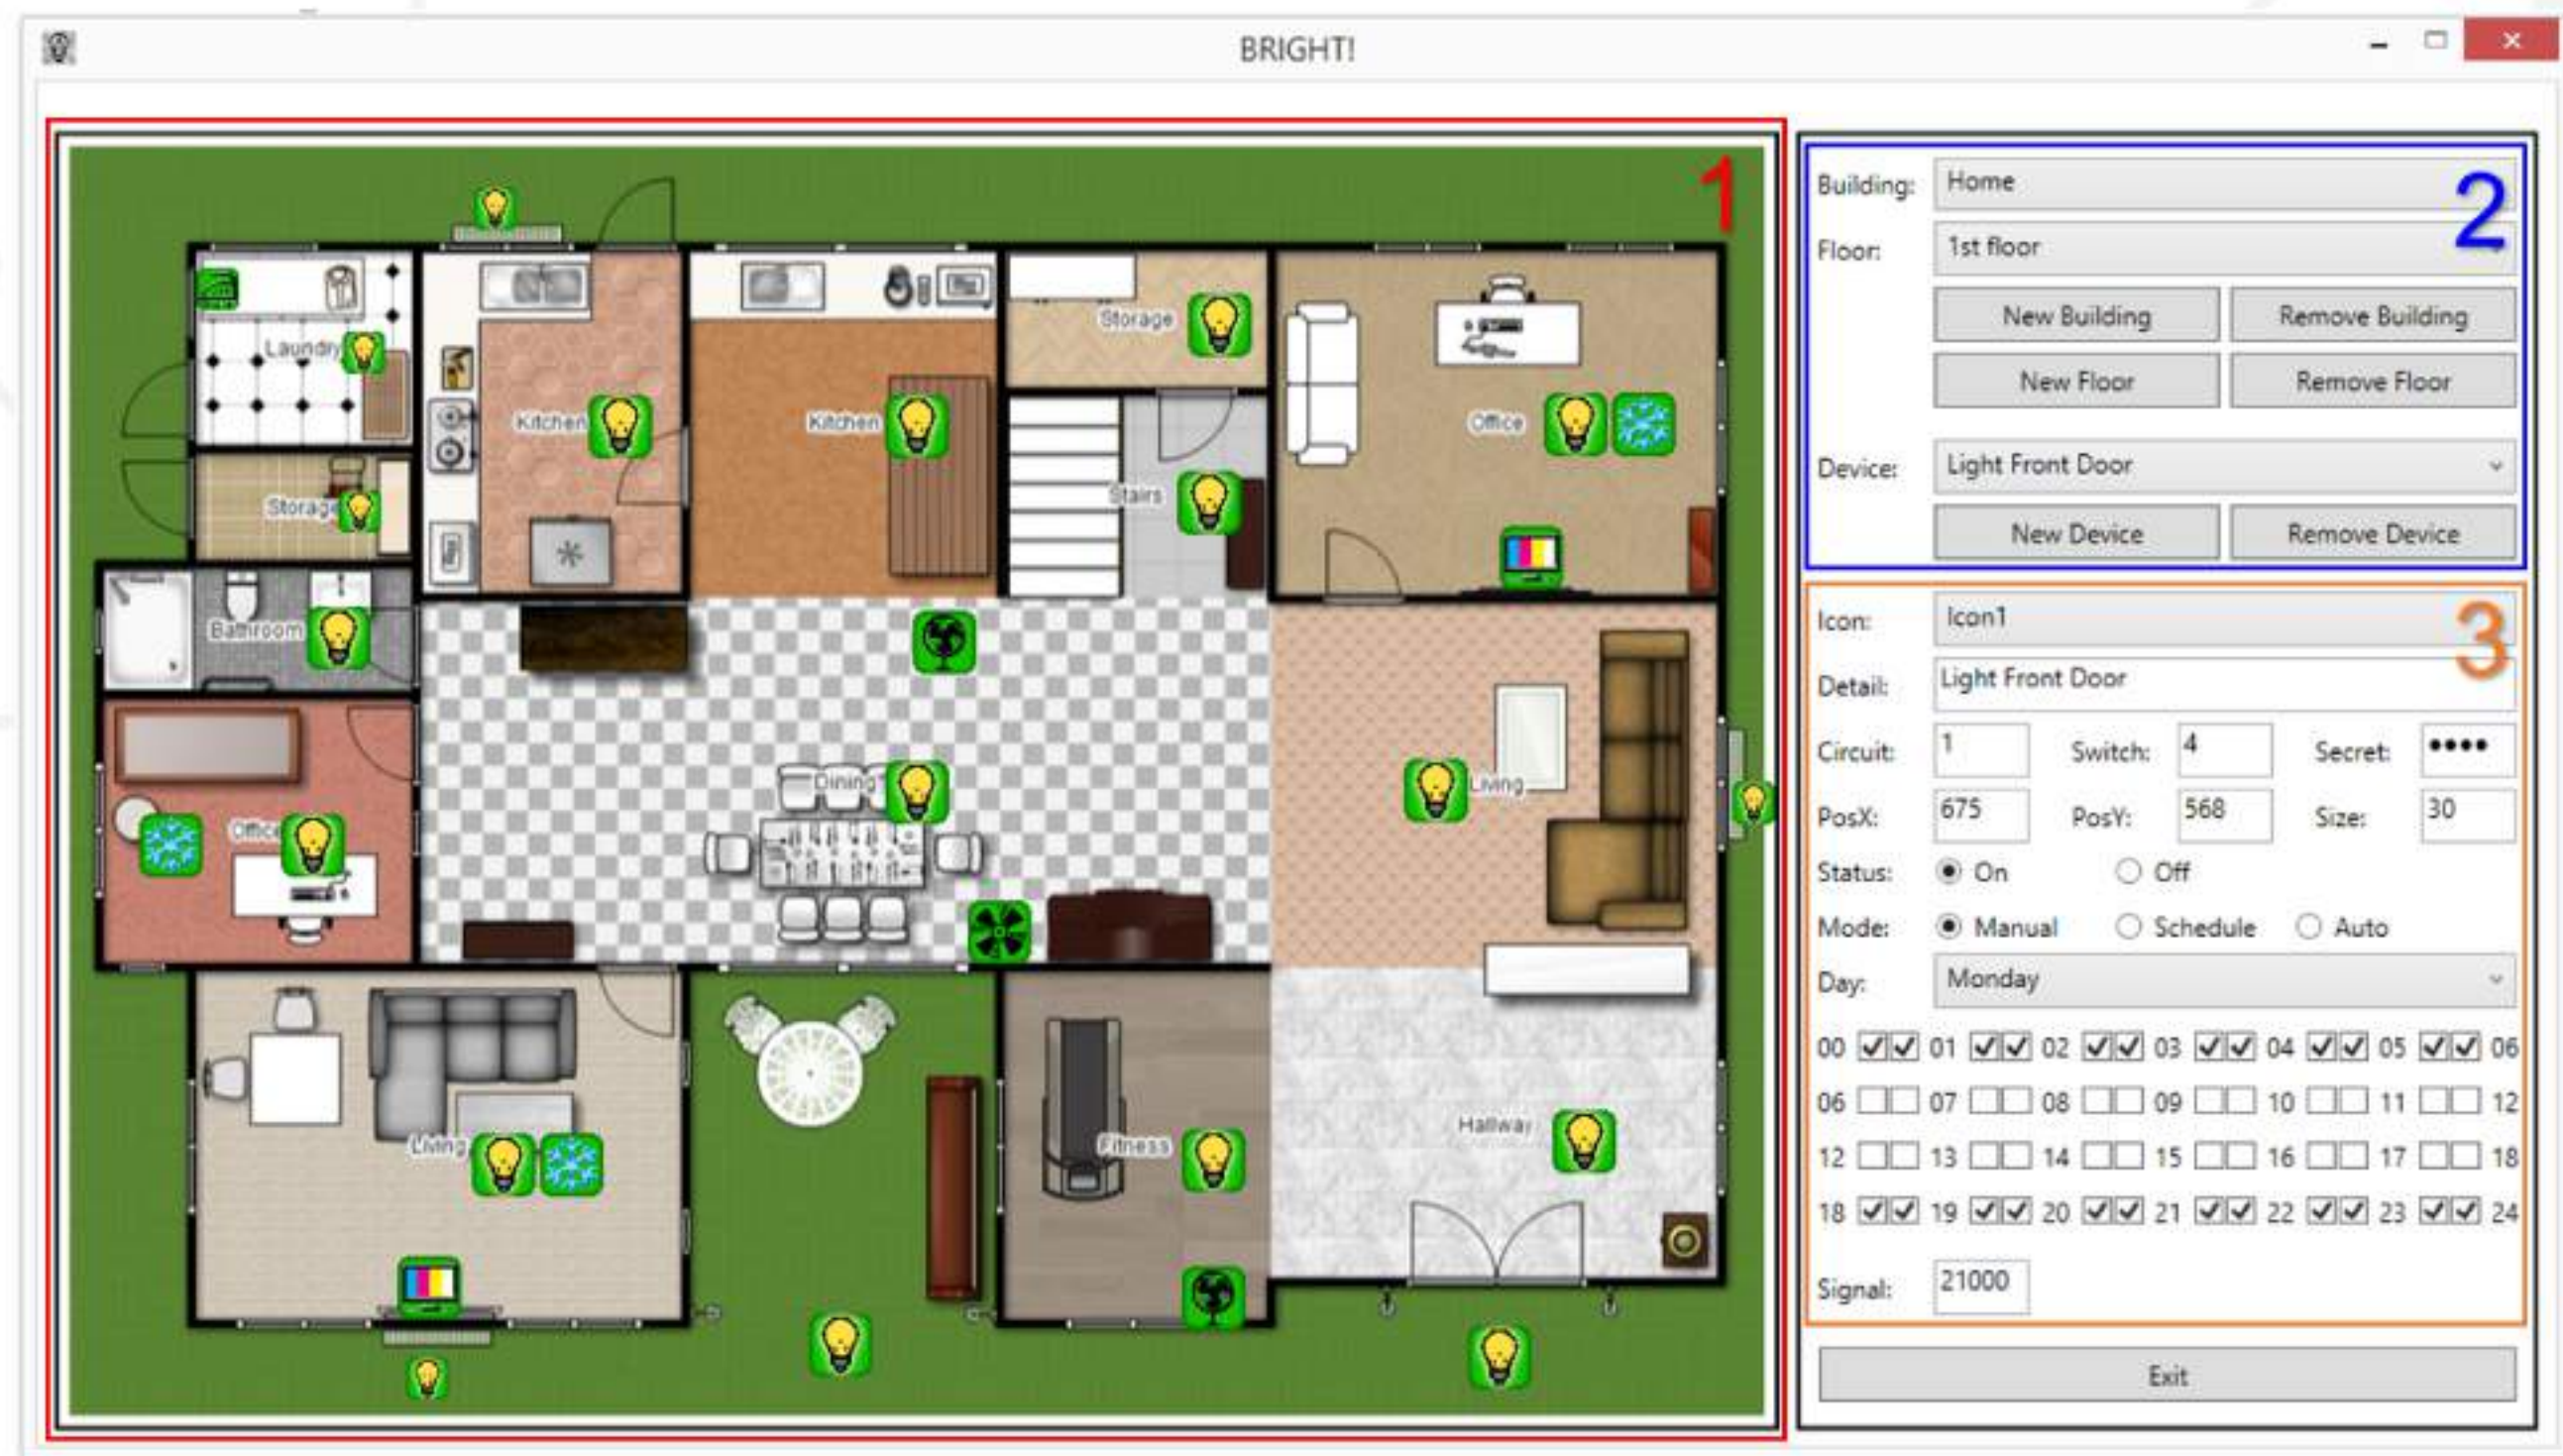 BRIGHT!
1
Laundry
Kitchen
Kitchen
Storage
Office
Stairs
Storage
Bathroom
Dining
Living
Office
Living
Fitness
Hallway
2
Building: Home
Floor: 1st floor
New Building Remove Building
New Floor Remove Floor
Device: Light Front Door
New Device Remove Device
3
Icon: Icon1
Detail: Light Front Door
Circuit: 1 Switch: 4 Secret: ••••
PosX: 675 PosY: 568 Size: 30
Status: On Off
Mode: Manual Schedule Auto
Day: Monday
00 01 02 03 04 05 06
06 07 08 09 10 11 12
12 13 14 15 16 17 18
18 19 20 21 22 23 24
Signal: 21000
Exit